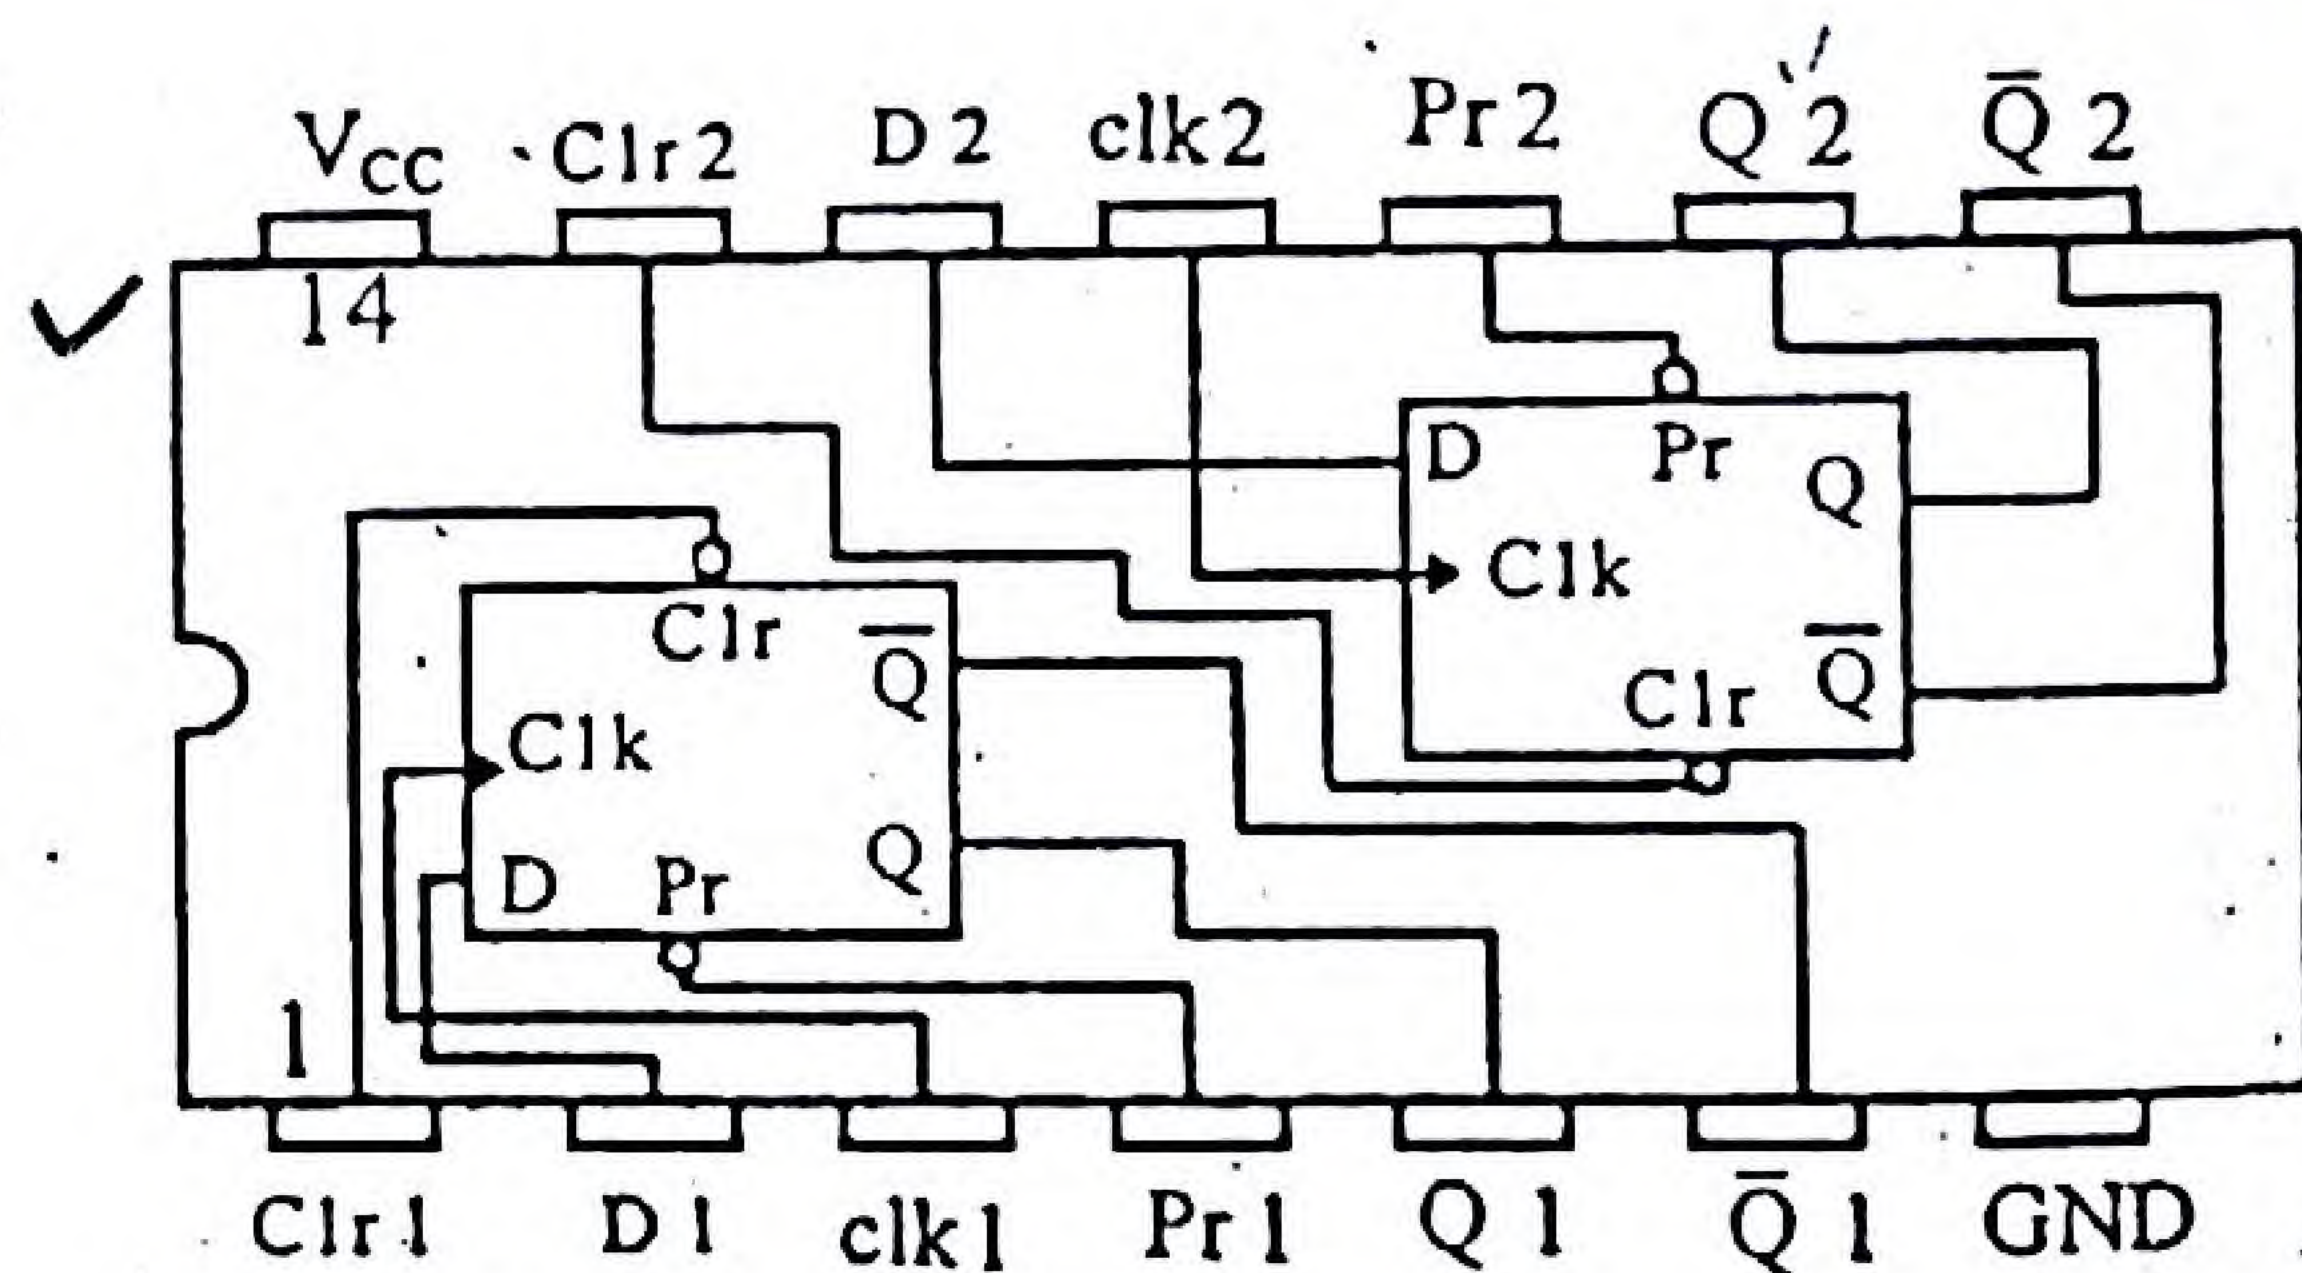 V_CC Clr2 D2 clk2 Pr2 Q2 Q̅2
14
D Pr Q
Clk
Clr Q̅
Clr Q̅
Clk
D Pr Q
1
Clr1 D1 clk1 Pr1 Q1 Q̅1 GND